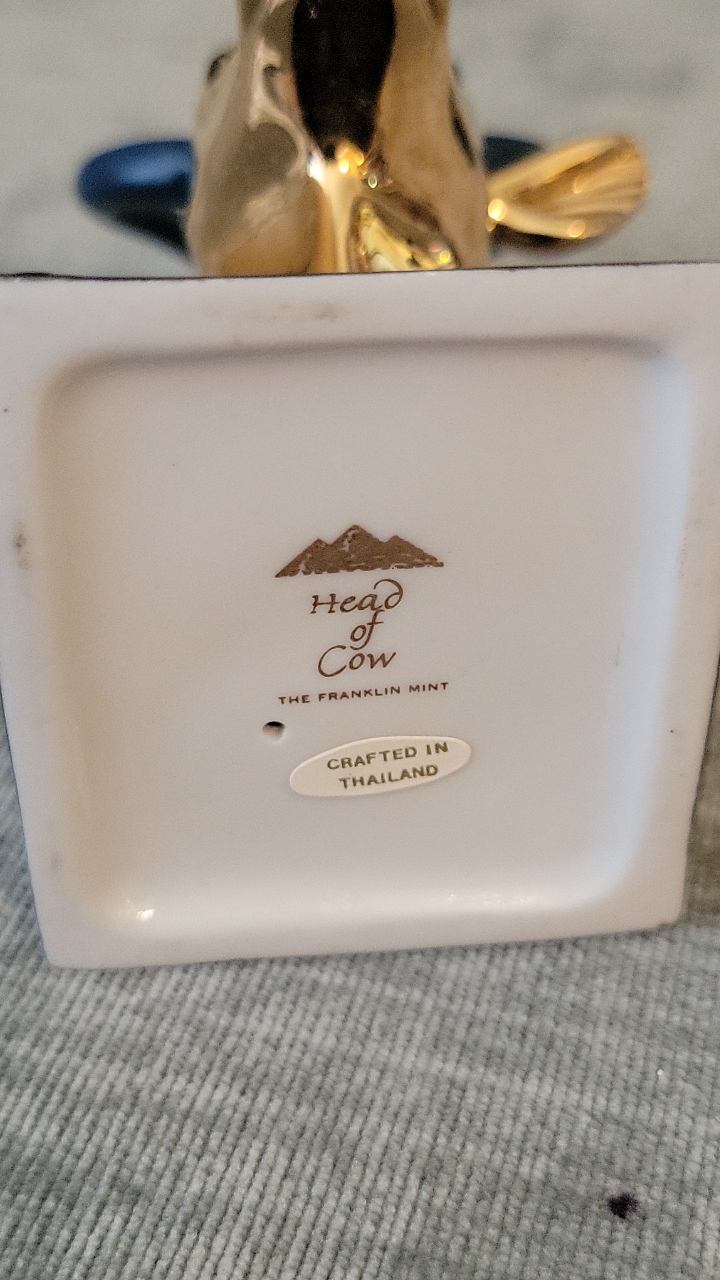 Head
of
Cow
THE FRANKLIN MINT
CRAFTED IN
THAILAND